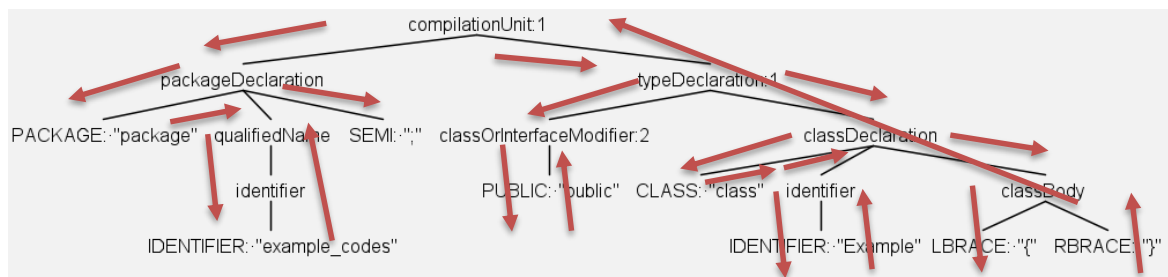 compilationUnit:1
packageDeclaration typeDeclaration:1
PACKAGE:·"package" qualifiedName SEMI:·";" classOrInterfaceModifier:2 classDeclaration
identifier PUBLIC:·"public" CLASS:·"class" identifier classBody
IDENTIFIER:·"example_codes" IDENTIFIER:·"Example" LBRACE:·"{" RBRACE:·"}"